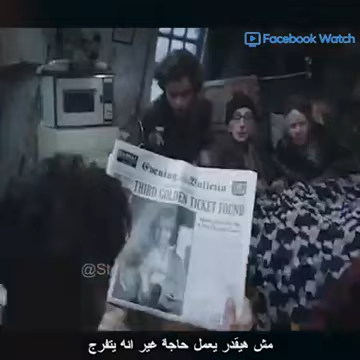 Facebook Watch
Evening Bulletin
THIRD GOLDEN TICKET FOUND
@St
مش هيقدر يعمل حاجة غير انه يتفرج